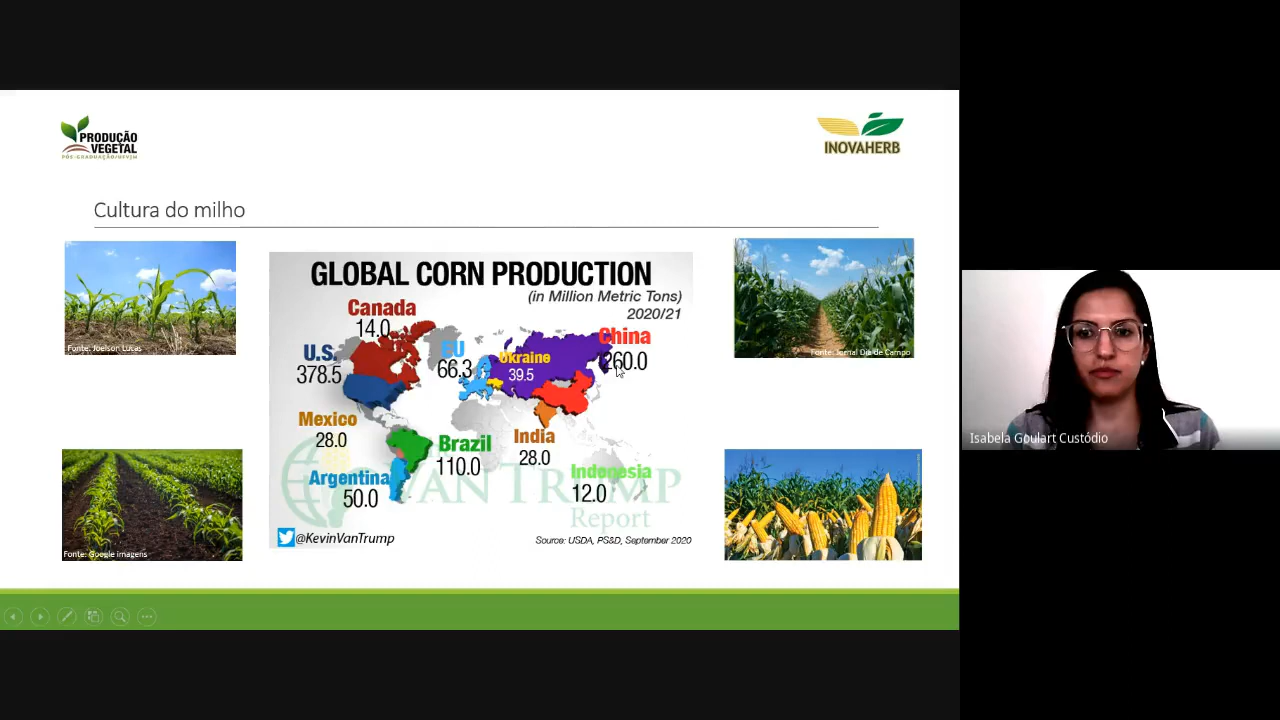 PRODUÇÃO
VEGETAL
PÓS-GRADUAÇÃO/UFVJM
INOVAHERB
Cultura do milho
Fonte: Joelson Lucas
GLOBAL CORN PRODUCTION
(in Million Metric Tons)
2020/21
Canada
14.0
China
260.0
U.S.
378.5
EU
66.3
Ukraine
39.5
Mexico
28.0
Brazil
110.0
India
28.0
Argentina
50.0
Indonesia
12.0
VAN TRUMP
Report
@KevinVanTrump
Source: USDA, PS&D, September 2020
Fonte: Jornal Dia de Campo
Fonte: Google imagens
Isabela Goulart Custódio